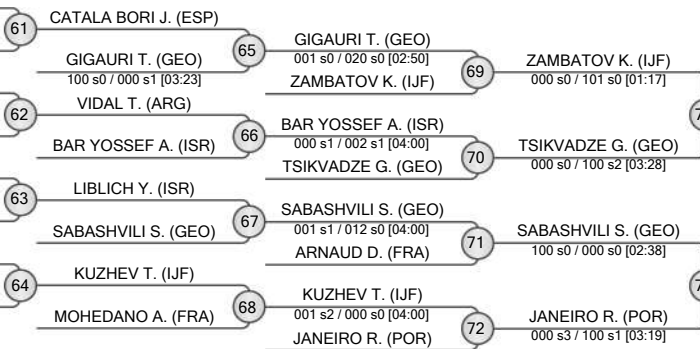 61
CATALA BORI J. (ESP)
GIGAURI T. (GEO)
100 s0 / 000 s1 [03:23]
62
VIDAL T. (ARG)
BAR YOSSEF A. (ISR)
63
LIBLICH Y. (ISR)
SABASHVILI S. (GEO)
64
KUZHEV T. (IJF)
MOHEDANO A. (FRA)
65
GIGAURI T. (GEO)
001 s0 / 020 s0 [02:50]
ZAMBATOV K. (IJF)
66
BAR YOSSEF A. (ISR)
000 s1 / 002 s1 [04:00]
TSIKVADZE G. (GEO)
67
SABASHVILI S. (GEO)
001 s1 / 012 s0 [04:00]
ARNAUD D. (FRA)
68
KUZHEV T. (IJF)
001 s2 / 000 s0 [04:00]
JANEIRO R. (POR)
69
ZAMBATOV K. (IJF)
000 s0 / 101 s0 [01:17]
70
TSIKVADZE G. (GEO)
000 s0 / 100 s2 [03:28]
71
SABASHVILI S. (GEO)
100 s0 / 000 s0 [02:38]
72
JANEIRO R. (POR)
000 s3 / 100 s1 [03:19]